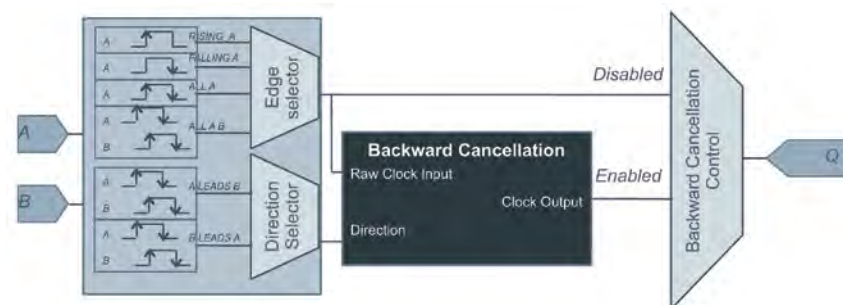 A
B
A
RISING_A
A
FALLING A
A
ALL A
A
B
ALL A B
A
B
A LEADS B
A
B
B LEADS A
Edge
selector
Direction
Selector
Disabled
Backward Cancellation
Raw Clock Input
Clock Output
Direction
Enabled
Backward Cancellation
Control
Q